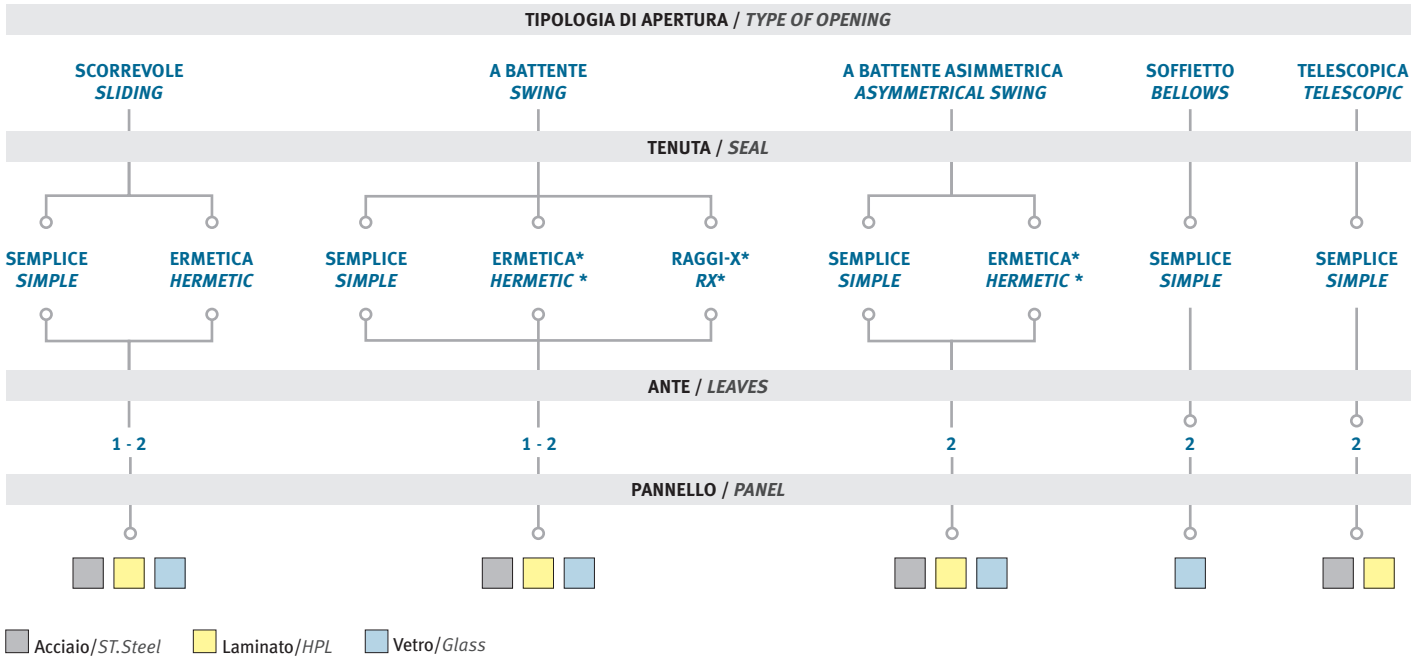 TIPOLOGIA DI APERTURA / TYPE OF OPENING
SCORREVOLE
SLIDING
A BATTENTE
SWING
A BATTENTE ASIMMETRICA
ASYMMETRICAL SWING
SOFFIETTO
BELLOWS
TELESCOPICA
TELESCOPIC
TENUTA / SEAL
SEMPLICE
SIMPLE
ERMETICA
HERMETIC
SEMPLICE
SIMPLE
ERMETICA*
HERMETIC *
RAGGI-X*
RX*
SEMPLICE
SIMPLE
ERMETICA*
HERMETIC *
SEMPLICE
SIMPLE
SEMPLICE
SIMPLE
ANTE / LEAVES
1 - 2
1 - 2
2
2
2
PANNELLO / PANEL
Acciaio/ST.Steel
Laminato/HPL
Vetro/Glass